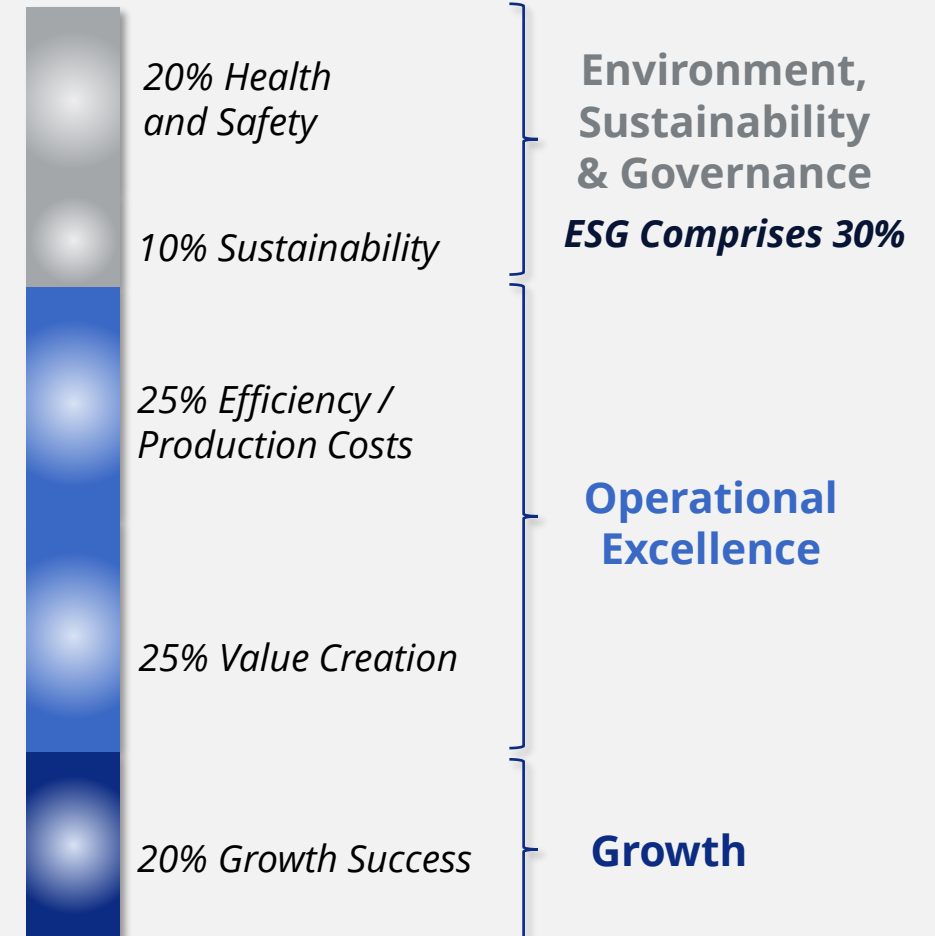 20% Health
and Safety
10% Sustainability
Environment,
Sustainability
& Governance
ESG Comprises 30%
25% Efficiency /
Production Costs
25% Value Creation
Operational
Excellence
20% Growth Success
Growth